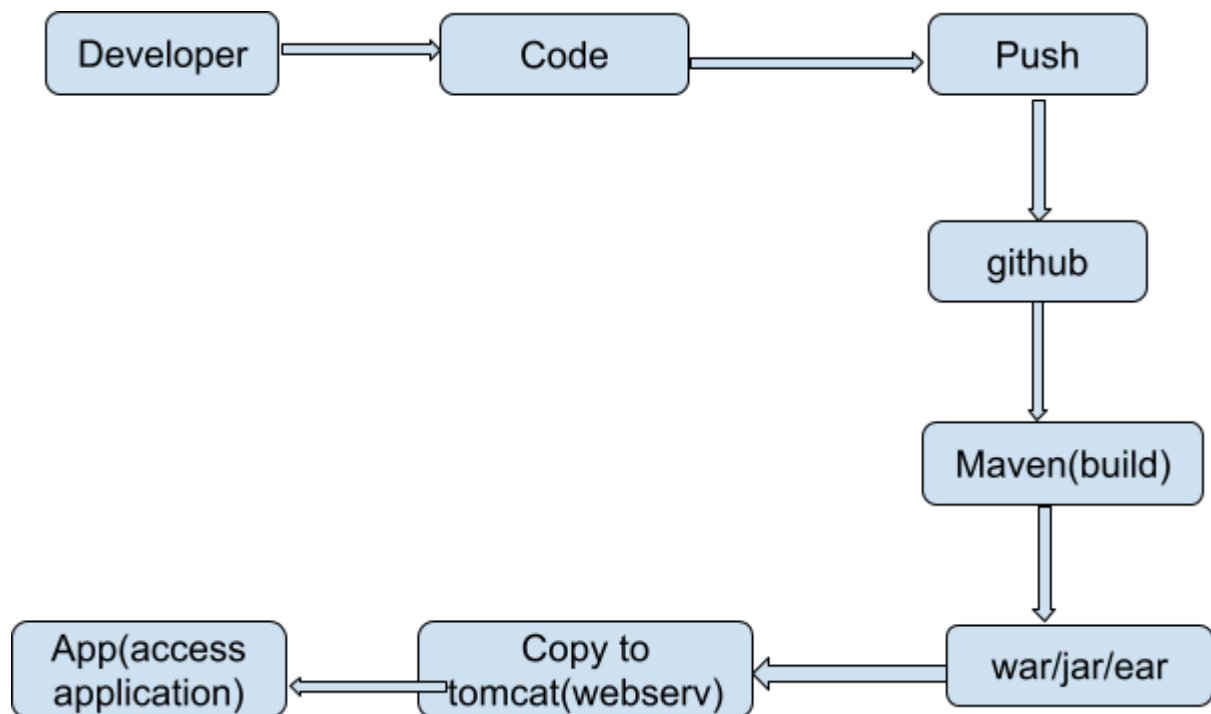 Developer
Code
Push
github
Maven(build)
war/jar/ear
Copy to
tomcat(webserv)
App(access
application)